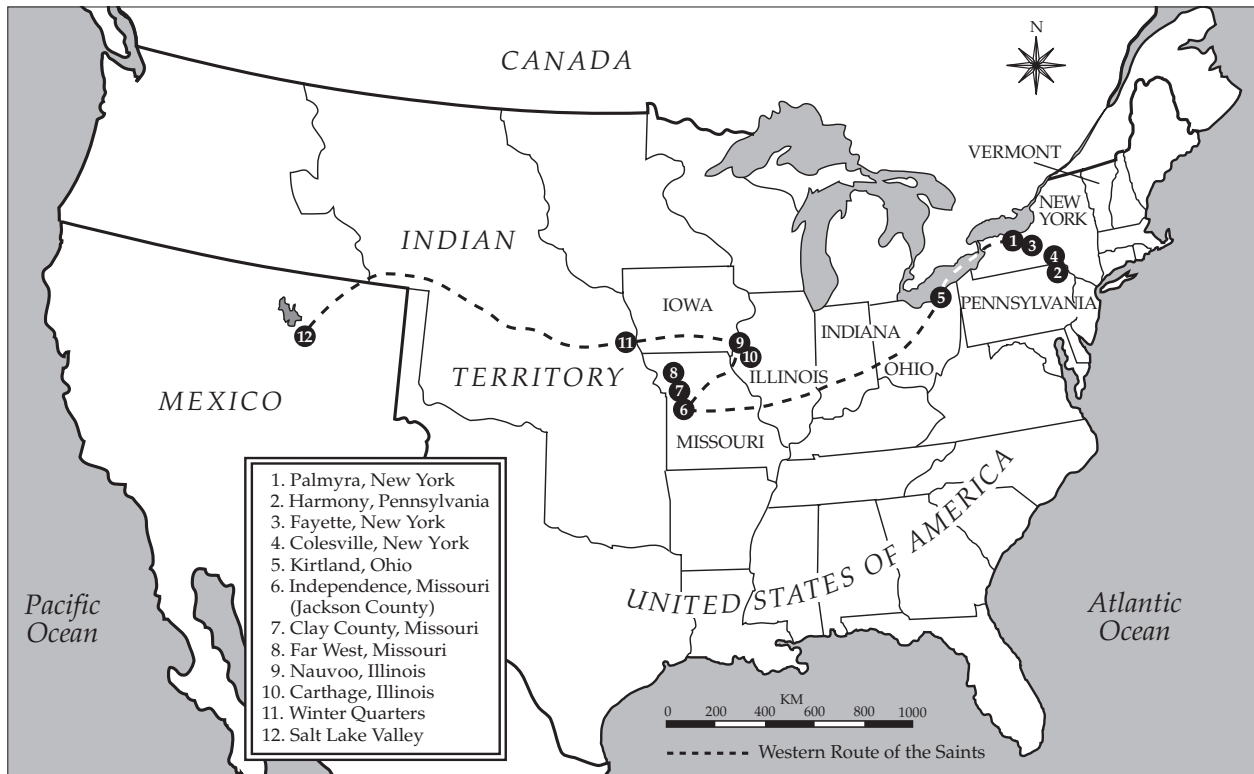 CANADA
N
VERMONT
NEW
YORK
1
3
4
2
INDIAN
5
PENNSYLVANIA
IOWA
INDIANA
12
11
9
10
OHIO
8
TERRITORY
ILLINOIS
7
MEXICO
6
MISSOURI
1. Palmyra, New York
2. Harmony, Pennsylvania
3. Fayette, New York
4. Colesville, New York
5. Kirtland, Ohio
6. Independence, Missouri
(Jackson County)
7. Clay County, Missouri
8. Far West, Missouri
9. Nauvoo, Illinois
10. Carthage, Illinois
11. Winter Quarters
12. Salt Lake Valley
UNITED STATES OF AMERICA
Pacific
Ocean
Atlantic
Ocean
KM
0 200 400 600 800 1000
Western Route of the Saints